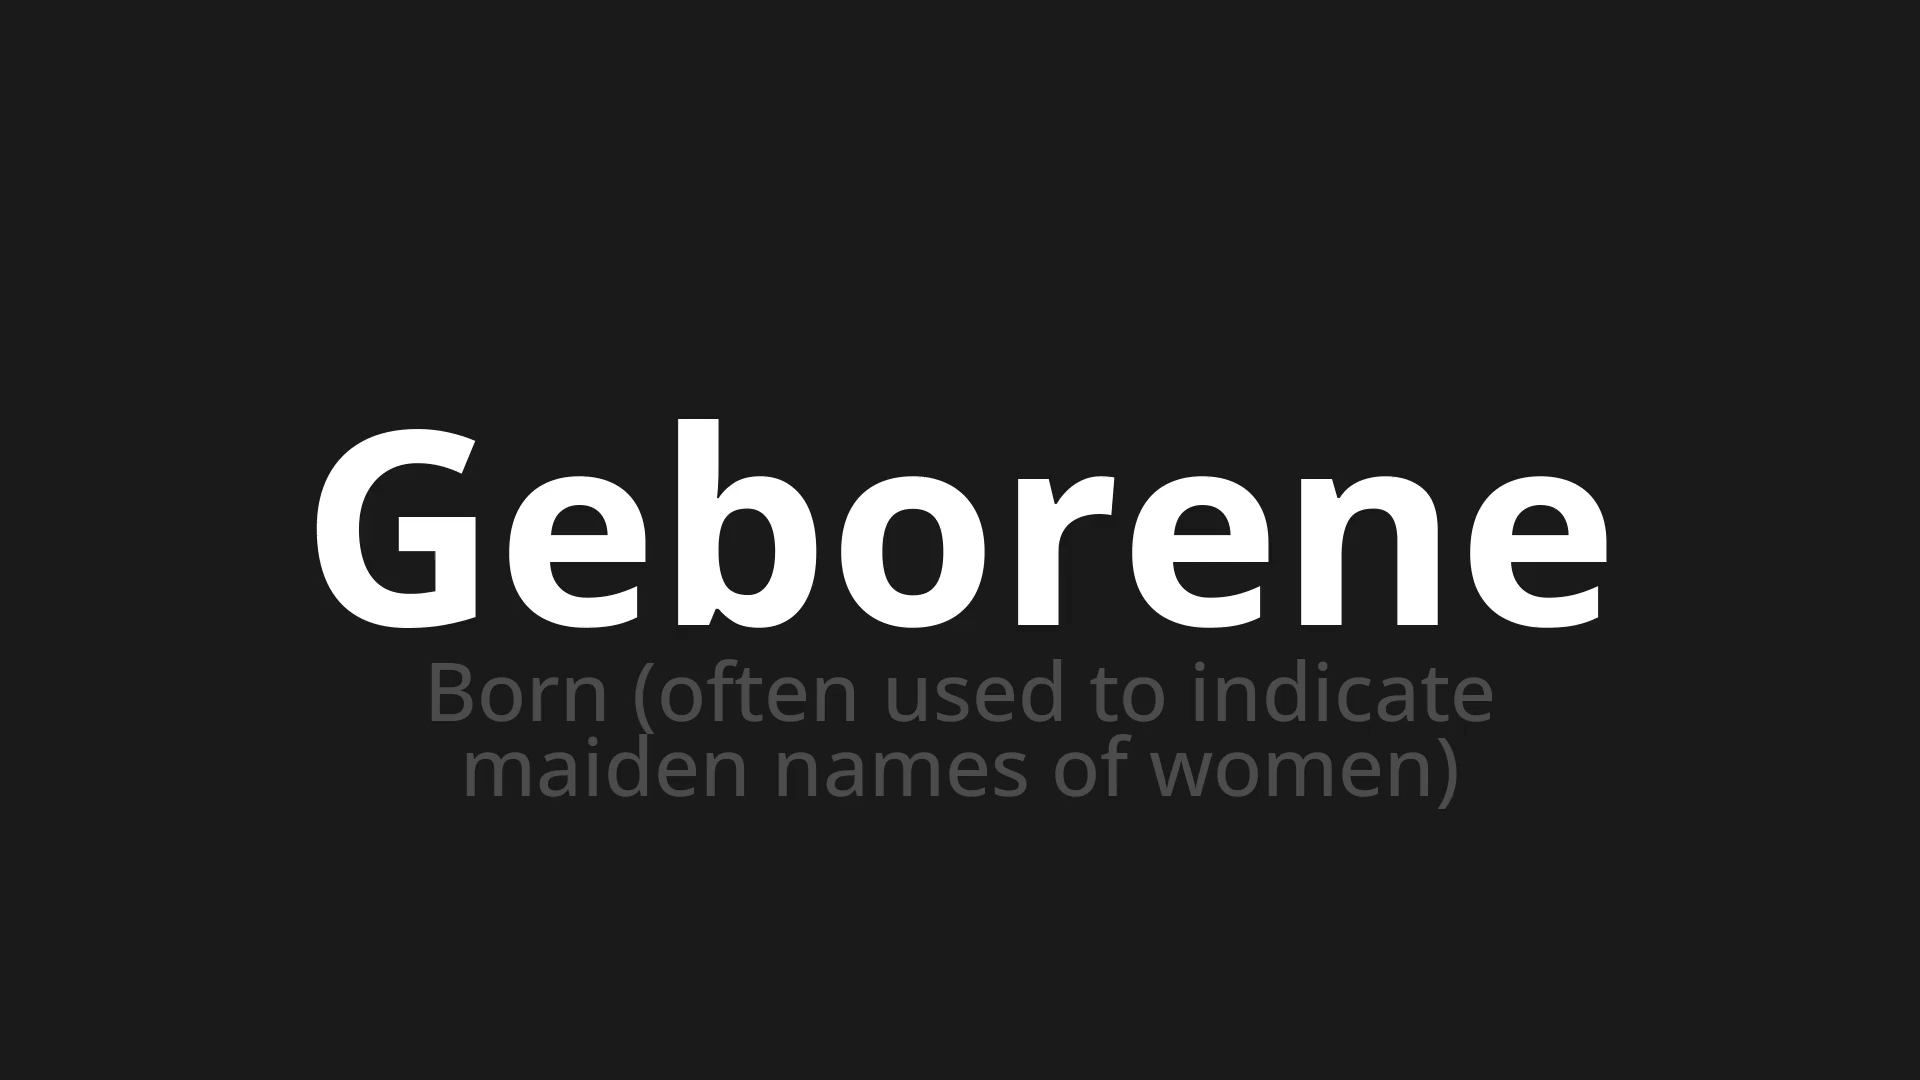 Geborene
Born (often used to indicate
maiden names of women)